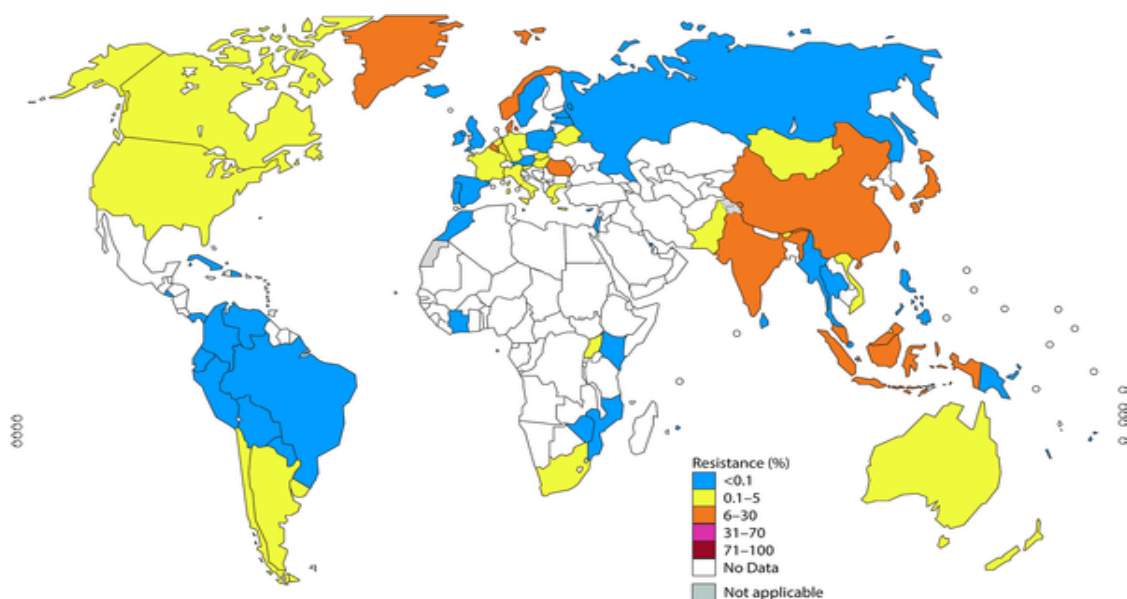 Resistance (%)
<0.1
0.1–5
6–30
31–70
71–100
No Data
Not applicable